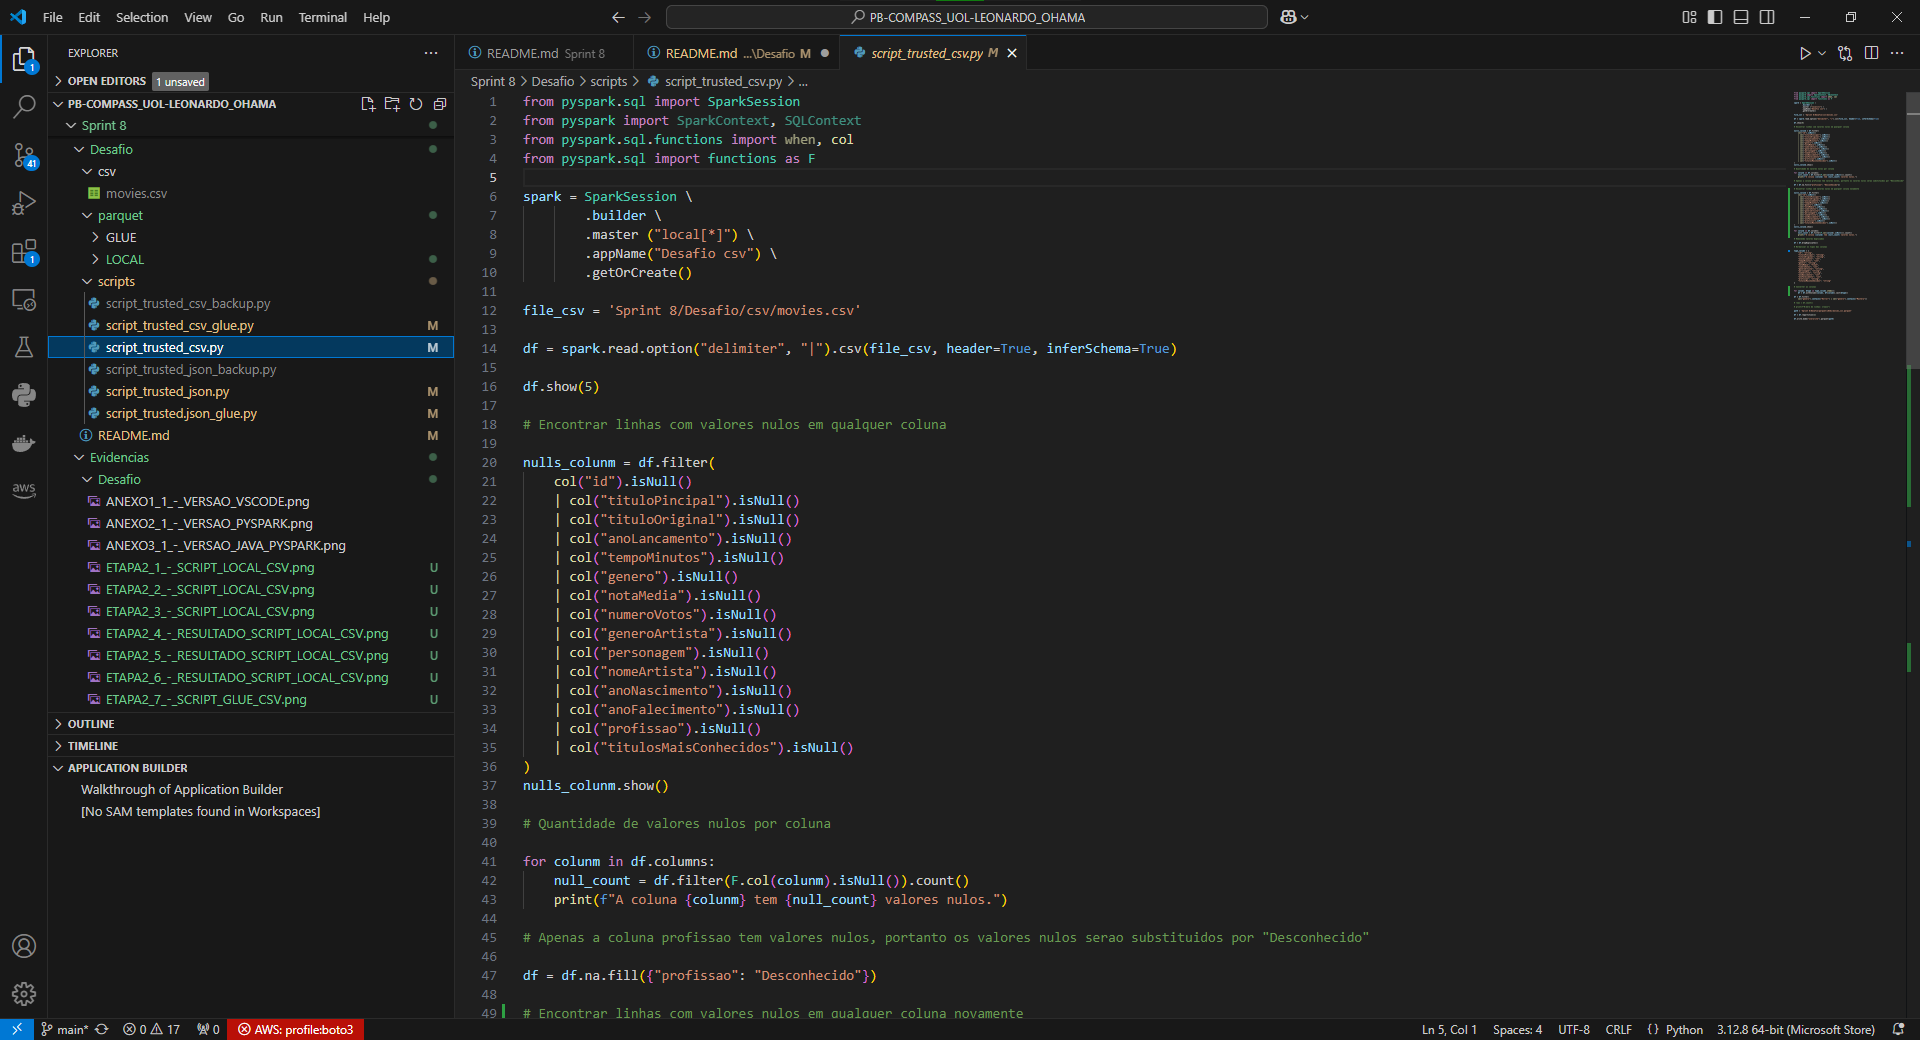 File Edit Selection View Go Run Terminal Help
PB-COMPASS_UOL-LEONARDO_OHAMA
EXPLORER
OPEN EDITORS 1 unsaved
PB-COMPASS_UOL-LEONARDO_OHAMA
Sprint 8
Desafio
csv
movies.csv
parquet
GLUE
LOCAL
scripts
script_trusted_csv_backup.py
script_trusted_csv_glue.py M
script_trusted_csv.py M
script_trusted_json_backup.py
script_trusted_json.py M
script_trusted.json_glue.py M
README.md M
Evidencias
Desafio
ANEXO1_1_-_VERSAO_VSCODE.png
ANEXO2_1_-_VERSAO_PYSPARK.png
ANEXO3_1_-_VERSAO_JAVA_PYSPARK.png
ETAPA2_1_-_SCRIPT_LOCAL_CSV.png U
ETAPA2_2_-_SCRIPT_LOCAL_CSV.png U
ETAPA2_3_-_SCRIPT_LOCAL_CSV.png U
ETAPA2_4_-_RESULTADO_SCRIPT_LOCAL_CSV.png U
ETAPA2_5_-_RESULTADO_SCRIPT_LOCAL_CSV.png U
ETAPA2_6_-_RESULTADO_SCRIPT_LOCAL_CSV.png U
ETAPA2_7_-_SCRIPT_GLUE_CSV.png U
OUTLINE
TIMELINE
APPLICATION BUILDER
Walkthrough of Application Builder
[No SAM templates found in Workspaces]
1
41
1
aws
README.md Sprint 8
README.md ...\Desafio M
script_trusted_csv.py M
Sprint 8 > Desafio > scripts > script_trusted_csv.py > ...
1 from pyspark.sql import SparkSession
2 from pyspark import SparkContext, SQLContext
3 from pyspark.sql.functions import when, col
4 from pyspark.sql import functions as F
5
6 spark = SparkSession \
7 .builder \
8 .master ("local[*]") \
9 .appName("Desafio csv") \
10 .getOrCreate()
11
12 file_csv = 'Sprint 8/Desafio/csv/movies.csv'
13
14 df = spark.read.option("delimiter", "|").csv(file_csv, header=True, inferSchema=True)
15
16 df.show(5)
17
18 # Encontrar linhas com valores nulos em qualquer coluna
19
20 nulls_colunm = df.filter(
21 col("id").isNull()
22 | col("tituloPincipal").isNull()
23 | col("tituloOriginal").isNull()
24 | col("anoLancamento").isNull()
25 | col("tempoMinutos").isNull()
26 | col("genero").isNull()
27 | col("notaMedia").isNull()
28 | col("numeroVotos").isNull()
29 | col("generoArtista").isNull()
30 | col("personagem").isNull()
31 | col("nomeArtista").isNull()
32 | col("anoNascimento").isNull()
33 | col("anoFalecimento").isNull()
34 | col("profissao").isNull()
35 | col("titulosMaisConhecidos").isNull()
36 )
37 nulls_colunm.show()
38
39 # Quantidade de valores nulos por coluna
40
41 for colunm in df.columns:
42 null_count = df.filter(F.col(colunm).isNull()).count()
43 print(f"A coluna {colunm} tem {null_count} valores nulos.")
44
45 # Apenas a coluna profissao tem valores nulos, portanto os valores nulos serao substituidos por "Desconhecido"
46
47 df = df.na.fill({"profissao": "Desconhecido"})
48
49 # Encontrar linhas com valores nulos em qualquer coluna novamente
main* 0 17 0 AWS: profile:boto3
Ln 5, Col 1 Spaces: 4 UTF-8 CRLF {} Python 3.12.8 64-bit (Microsoft Store)